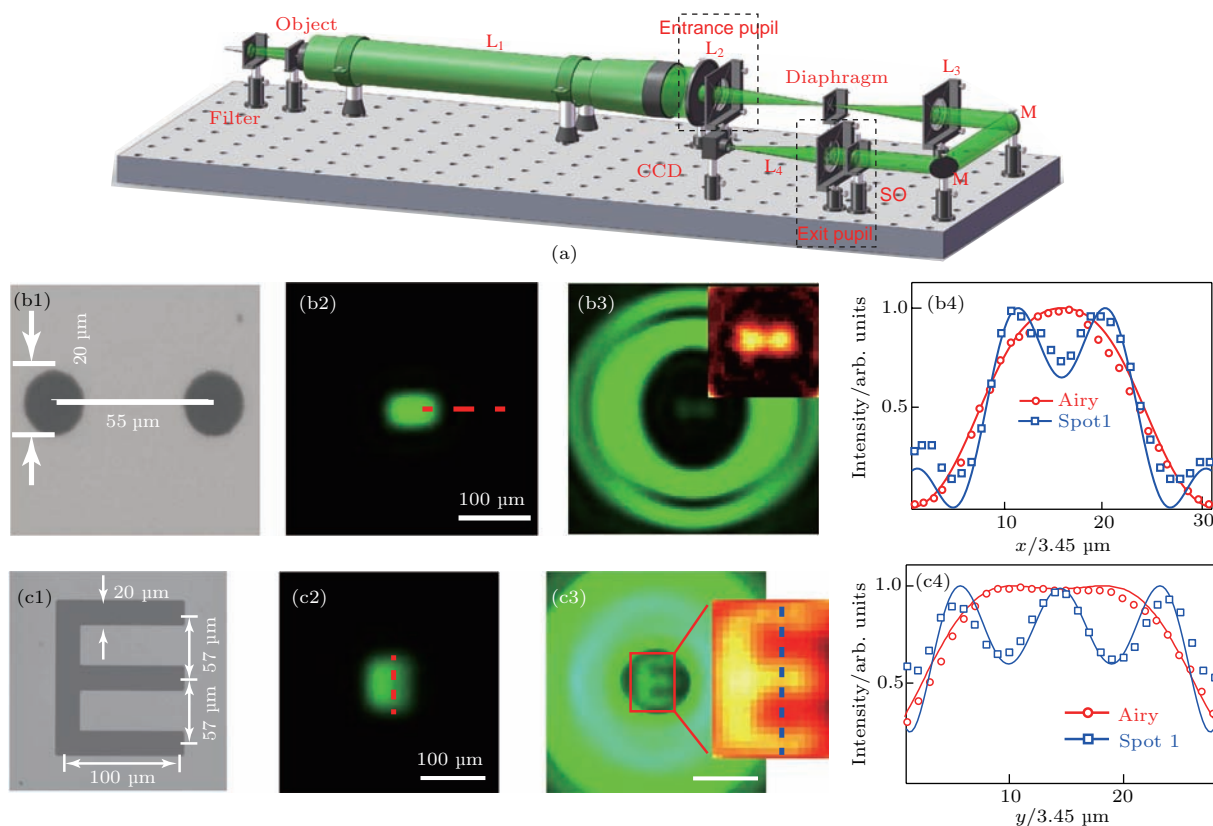 Object
L1
Entrance pupil
L2
Diaphragm
L3
Filter
M
CCD
L4
M
SO
Exit pupil
(a)
(b1)
20 µm
55 µm
(b2)
100 µm
(b3)
(b4)
Intensity/arb. units
1.0
0.5
Airy
Spot1
10
20
30
x/3.45 µm
(c1)
20 µm
57 µm
57 µm
100 µm
(c2)
100 µm
(c3)
(c4)
Intensity/arb. units
1.0
0.5
Airy
Spot 1
10
20
y/3.45 µm